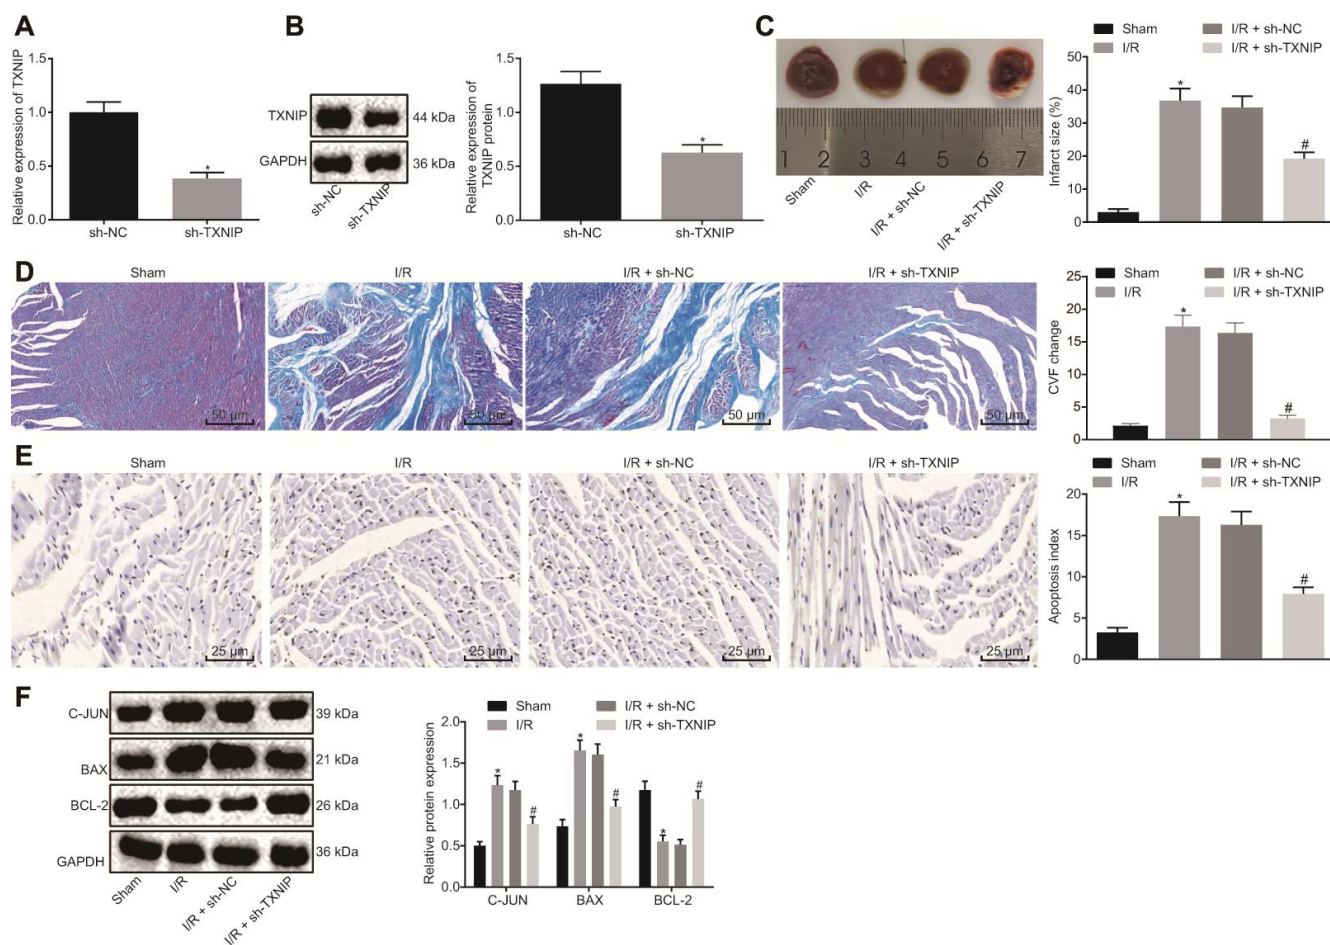 A
Relative expression of TXNIP
1.5
1.0
0.5
0.0
*
sh-NC
sh-TXNIP
B
TXNIP
44 kDa
GAPDH
36 kDa
sh-NC
sh-TXNIP
Relative expression of
TXNIP protein
1.5
1.0
0.5
0.0
*
sh-NC
sh-TXNIP
C
1 2 3 4 5 6 7
Sham
I/R
I/R + sh-NC
I/R + sh-TXNIP
Sham
I/R + sh-NC
I/R
I/R + sh-TXNIP
Infarct size (%)
50
40
30
20
10
0
*
#
D
Sham
I/R
I/R + sh-NC
I/R + sh-TXNIP
50 µm
50 µm
50 µm
50 µm
Sham
I/R + sh-NC
I/R
I/R + sh-TXNIP
CVF change
25
20
15
10
5
0
*
#
E
Sham
I/R
I/R + sh-NC
I/R + sh-TXNIP
25 µm
25 µm
25 µm
25 µm
Sham
I/R + sh-NC
I/R
I/R + sh-TXNIP
Apoptosis index
20
15
10
5
0
*
#
F
C-JUN
39 kDa
BAX
21 kDa
BCL-2
26 kDa
GAPDH
36 kDa
Sham
I/R
I/R + sh-NC
I/R + sh-TXNIP
Sham
I/R + sh-NC
I/R
I/R + sh-TXNIP
Relative protein expression
2.0
1.5
1.0
0.5
0.0
*
#
*
#
*
#
C-JUN
BAX
BCL-2